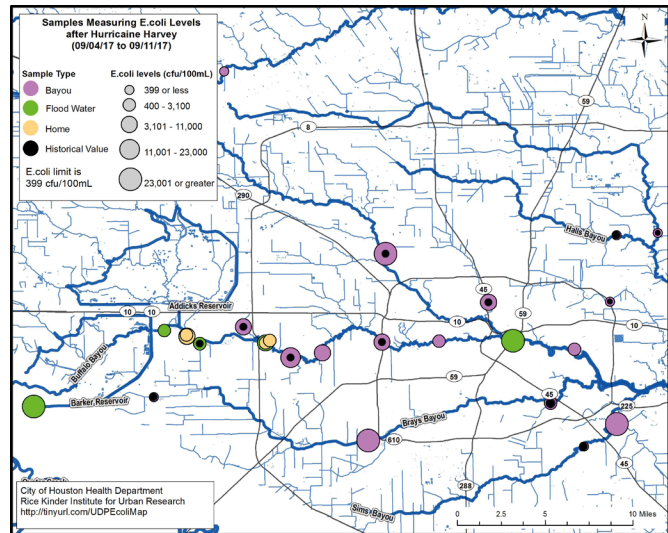 Samples Measuring E.coli Levels
after Hurricaine Harvey
(09/04/17 to 09/11/17)
Sample Type
Bayou
Flood Water
Home
Historical Value
E.coli limit is
399 cfu/100mL
E.coli levels (cfu/100mL)
399 or less
400 - 3,100
3,101 - 11,000
11,001 - 23,000
23,001 or greater
N
59
8
290
Halls Bayou
45
59
Addicks Reservoir
10
10
10
10
Buffalo Bayou
59
45
225
Barker Reservoir
Brays Bayou
610
45
288
Sims Bayou
City of Houston Health Department
Rice Kinder Institute for Urban Research
http://tinyurl.com/UDPEcoliMap
0 2.5 5 10 Miles